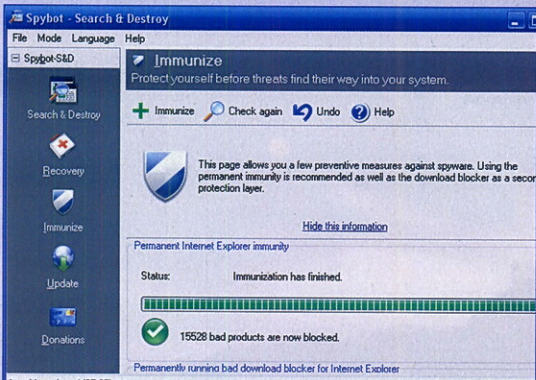 Spybot - Search & Destroy
File Mode Language Help
Spybot-S&D
Search & Destroy
Recovery
Immunize
Update
Donations
Immunize
Protect yourself before threats find their way into your system.
Immunize Check again Undo Help
This page allows you a few preventive measures against spyware. Using the
permanent immunity is recommended as well as the download blocker as a secon
protection layer.
Hide this information
Permanent Internet Explorer immunity
Status: Immunization has finished.
15528 bad products are now blocked.
Permanently running bad download blocker for Internet Explorer